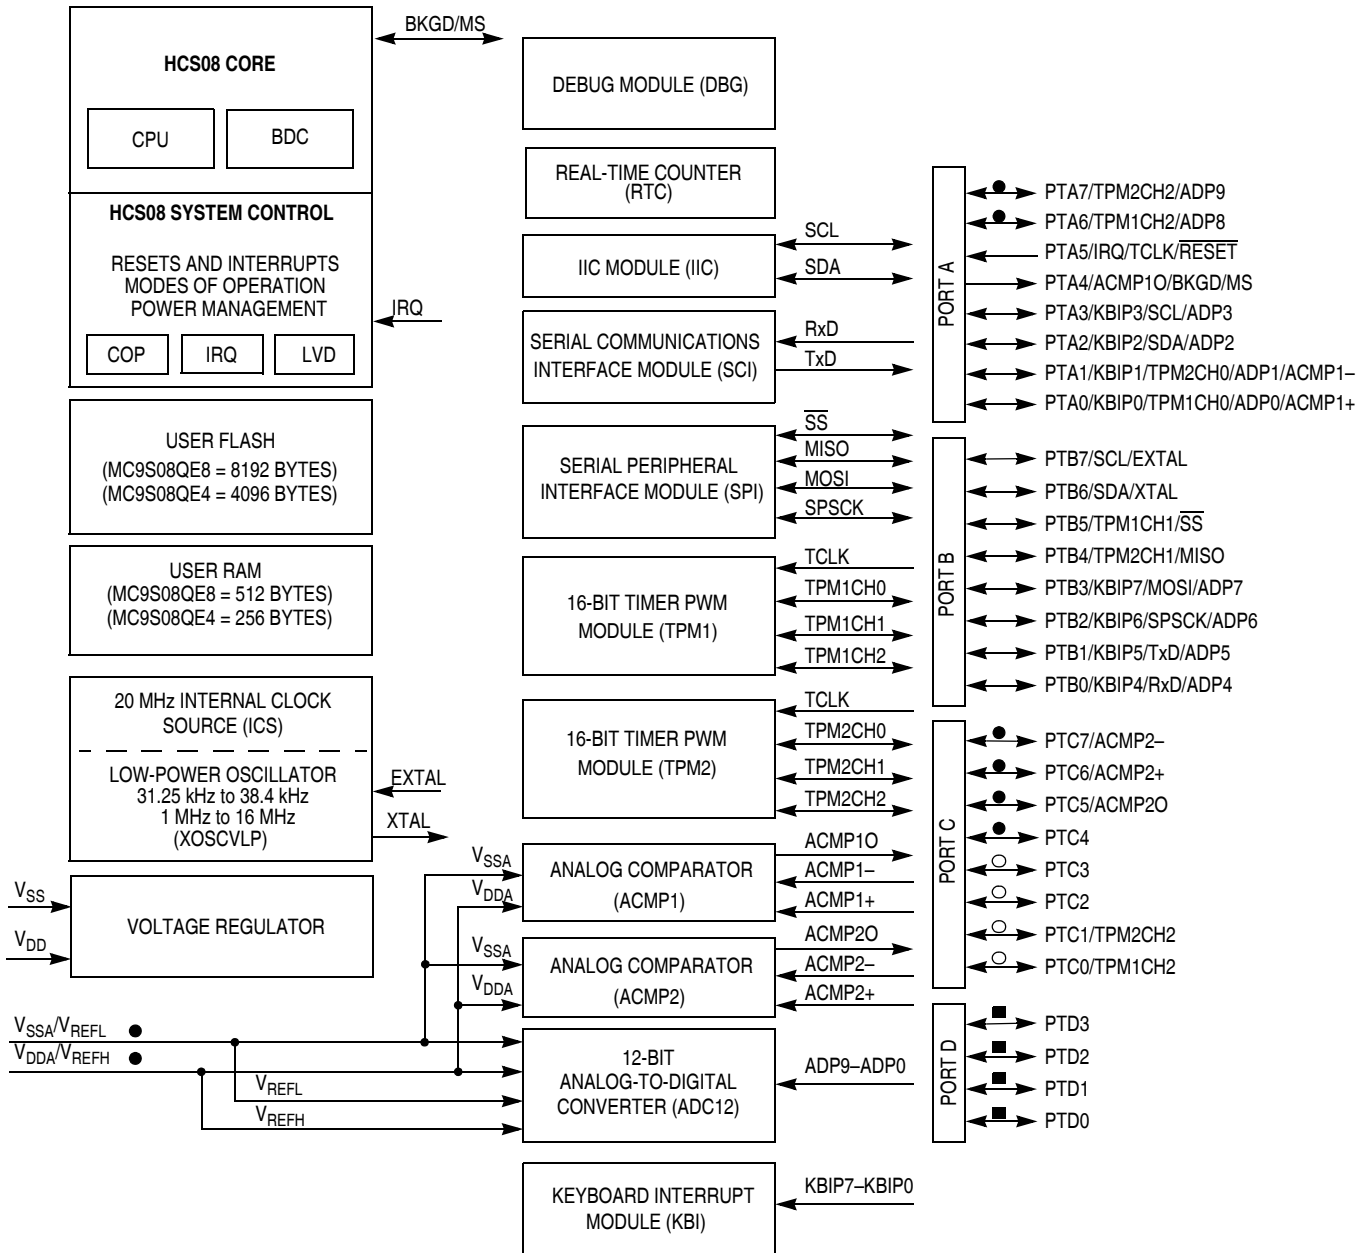 HCS08 CORE
CPU
BDC
HCS08 SYSTEM CONTROL
RESETS AND INTERRUPTS
MODES OF OPERATION
POWER MANAGEMENT
COP
IRQ
LVD
BKGD/MS
IRQ
USER FLASH
(MC9S08QE8 = 8192 BYTES)
(MC9S08QE4 = 4096 BYTES)
USER RAM
(MC9S08QE8 = 512 BYTES)
(MC9S08QE4 = 256 BYTES)
20 MHz INTERNAL CLOCK
SOURCE (ICS)
LOW-POWER OSCILLATOR
31.25 kHz to 38.4 kHz
1 MHz to 16 MHz
(XOSCVLP)
EXTAL
XTAL
VSS
VDD
VOLTAGE REGULATOR
VSSA/VREFL
VDDA/VREFH
VREFL
VREFH
VSSA
VDDA
VSSA
VDDA
DEBUG MODULE (DBG)
REAL-TIME COUNTER
(RTC)
IIC MODULE (IIC)
SCL
SDA
SERIAL COMMUNICATIONS
INTERFACE MODULE (SCI)
RxD
TxD
SERIAL PERIPHERAL
INTERFACE MODULE (SPI)
SS
MISO
MOSI
SPSCK
16-BIT TIMER PWM
MODULE (TPM1)
TCLK
TPM1CH0
TPM1CH1
TPM1CH2
16-BIT TIMER PWM
MODULE (TPM2)
TCLK
TPM2CH0
TPM2CH1
TPM2CH2
ANALOG COMPARATOR
(ACMP1)
ACMP1O
ACMP1–
ACMP1+
ANALOG COMPARATOR
(ACMP2)
ACMP2O
ACMP2–
ACMP2+
12-BIT
ANALOG-TO-DIGITAL
CONVERTER (ADC12)
ADP9–ADP0
KEYBOARD INTERRUPT
MODULE (KBI)
KBIP7–KBIP0
PORT A
PTA7/TPM2CH2/ADP9
PTA6/TPM1CH2/ADP8
PTA5/IRQ/TCLK/RESET
PTA4/ACMP1O/BKGD/MS
PTA3/KBIP3/SCL/ADP3
PTA2/KBIP2/SDA/ADP2
PTA1/KBIP1/TPM2CH0/ADP1/ACMP1–
PTA0/KBIP0/TPM1CH0/ADP0/ACMP1+
PORT B
PTB7/SCL/EXTAL
PTB6/SDA/XTAL
PTB5/TPM1CH1/SS
PTB4/TPM2CH1/MISO
PTB3/KBIP7/MOSI/ADP7
PTB2/KBIP6/SPSCK/ADP6
PTB1/KBIP5/TxD/ADP5
PTB0/KBIP4/RxD/ADP4
PORT C
PTC7/ACMP2–
PTC6/ACMP2+
PTC5/ACMP2O
PTC4
PTC3
PTC2
PTC1/TPM2CH2
PTC0/TPM1CH2
PORT D
PTD3
PTD2
PTD1
PTD0